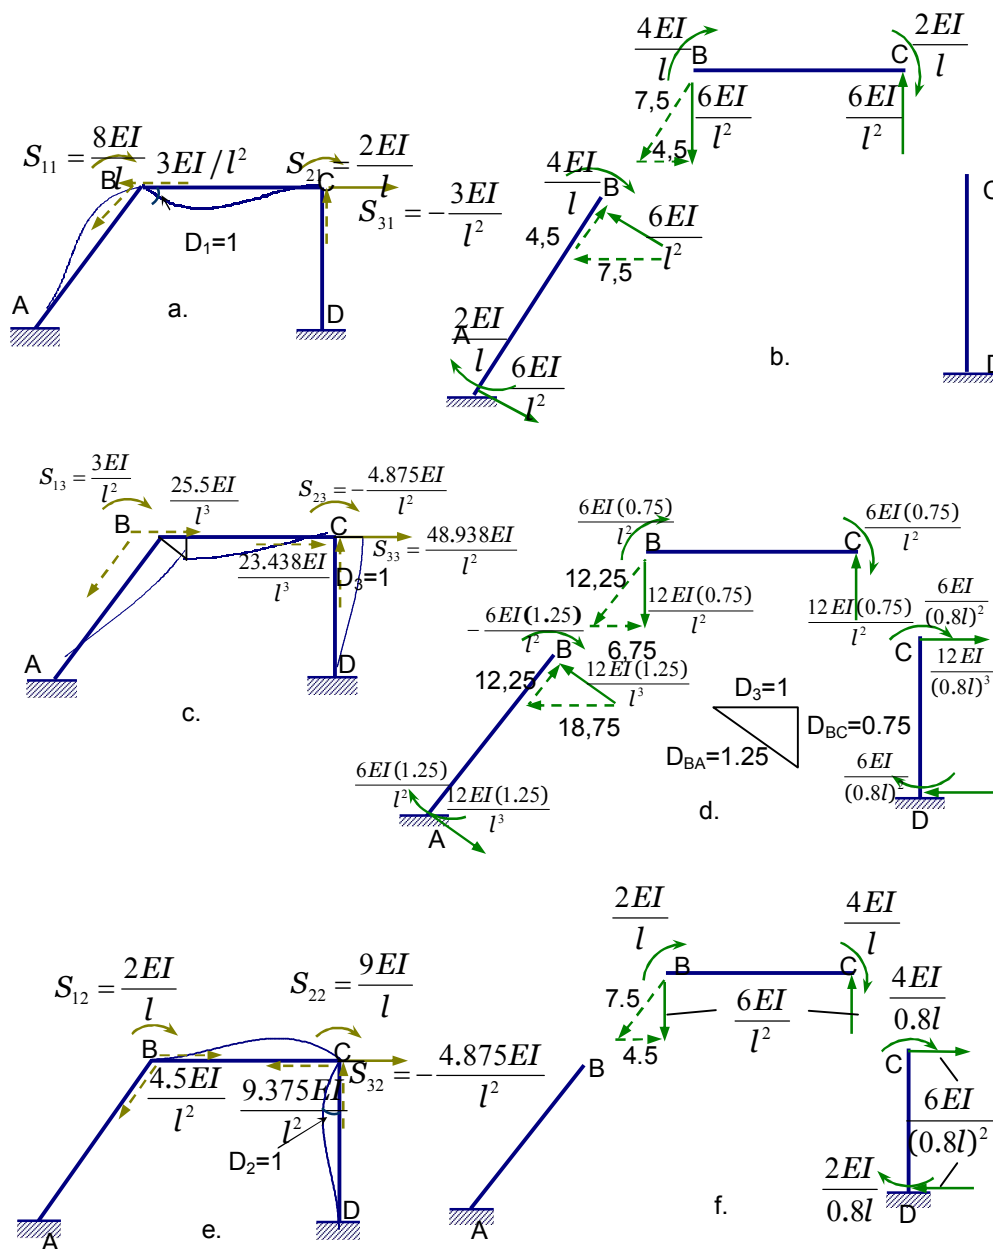 S₁₁ = 8EI/l
3EI/l²
S₂₁ = 2EI/l
B
C
S₃₁ = -3EI/l²
D₁=1
A
D
a.
4EI/l
B
C
2EI/l
7,5
6EI/l²
6EI/l²
4,5
4EI/l
B
6EI/l²
4,5
7,5
2EI/l
A
6EI/l²
b.
C
D
S₁₃ = 3EI/l²
25.5EI/l³
S₂₃ = -4.875EI/l²
B
C
S₃₃ = 48.938EI/l²
23.438EI/l³
D₃=1
A
D
c.
6EI(0.75)/l²
B
C
6EI(0.75)/l²
12,25
12EI(0.75)/l²
12EI(0.75)/l²
6,75
-6EI(1.25)/l²
B
12,25
12EI(1.25)/l³
18,75
6EI(1.25)/l²
12EI(1.25)/l³
A
6EI/(0.8l)²
C
12EI/(0.8l)³
D₃=1
D_BC=0.75
D_BA=1.25
6EI/(0.8l)²
D
d.
S₁₂ = 2EI/l
S₂₂ = 9EI/l
B
C
4.5EI/l²
9.375EI/l²
S₃₂ = -4.875EI/l²
D₂=1
A
D
e.
2EI/l
4EI/l
B
C
7.5
6EI/l²
4.5
B
A
4EI/0.8l
C
6EI/(0.8l)²
2EI/0.8l
D
f.